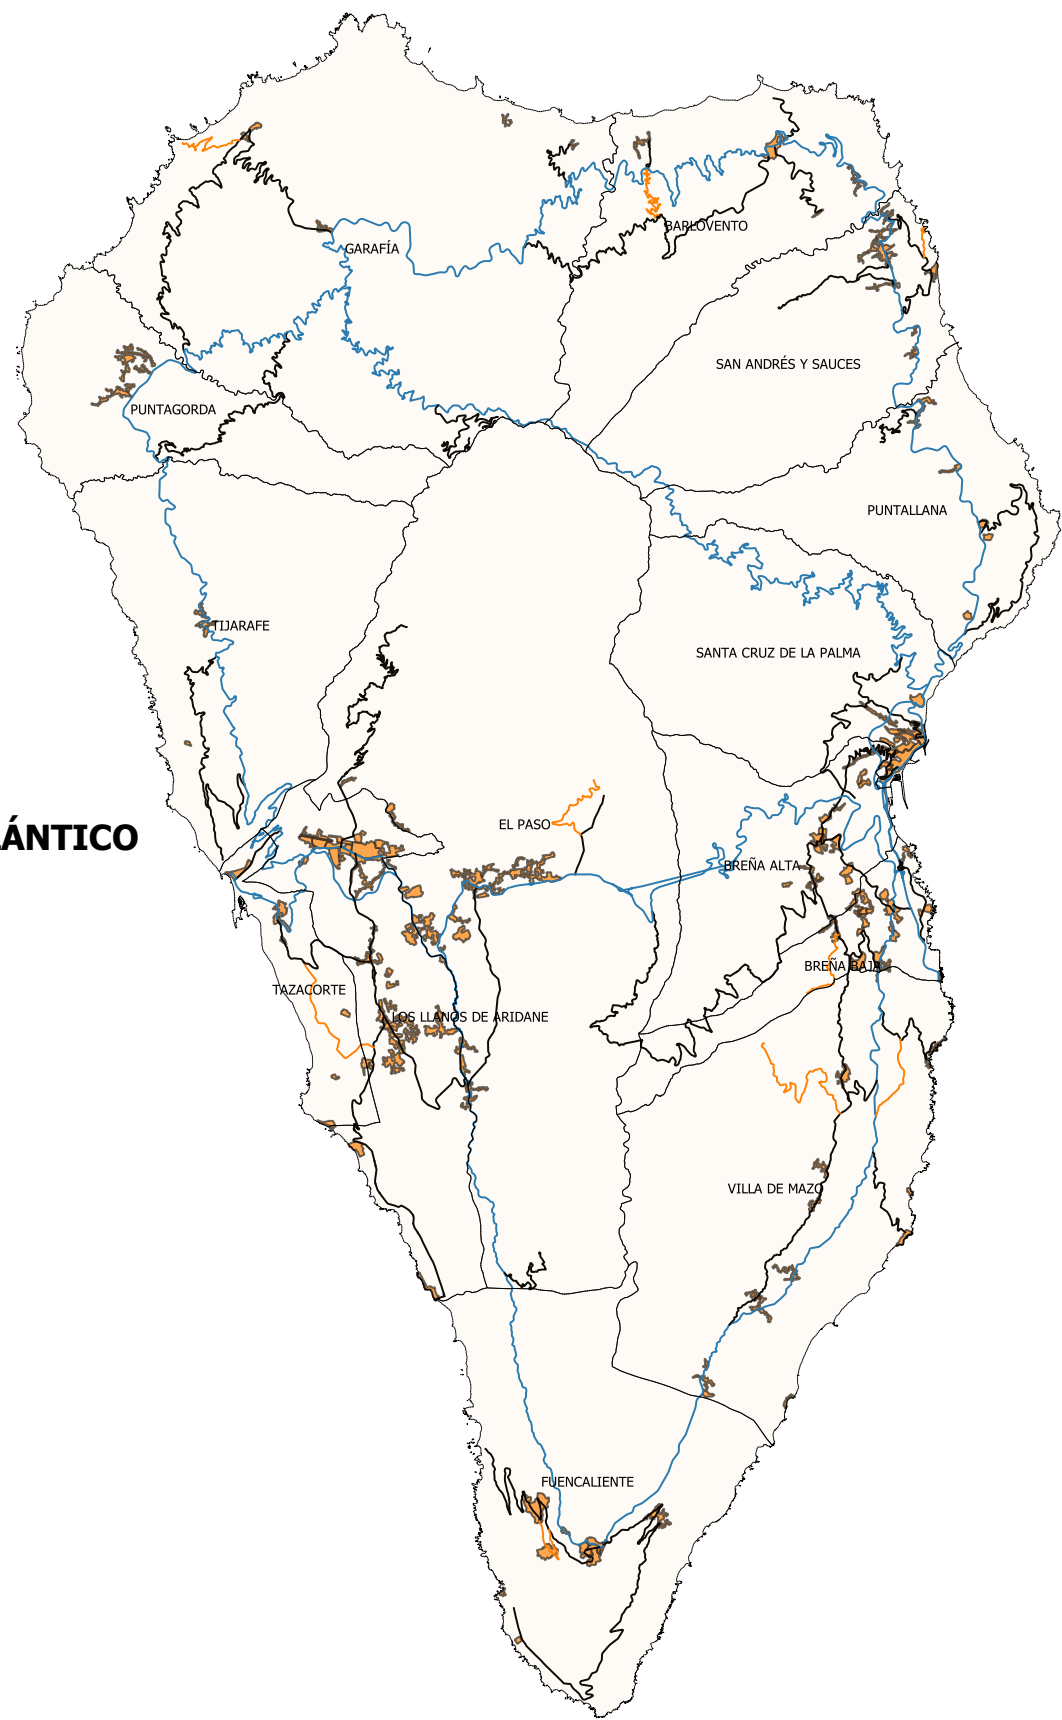 BARLOVENTO
GARAFÍA
SAN ANDRÉS Y SAUCES
PUNTAGORDA
PUNTALLANA
TIJARAFE
SANTA CRUZ DE LA PALMA
EL PASO
LÁNTICO
BREÑA ALTA
BREÑA BAJA
TAZACORTE
LOS LLANOS DE ARIDANE
VILLA DE MAZO
FUENCALIENTE